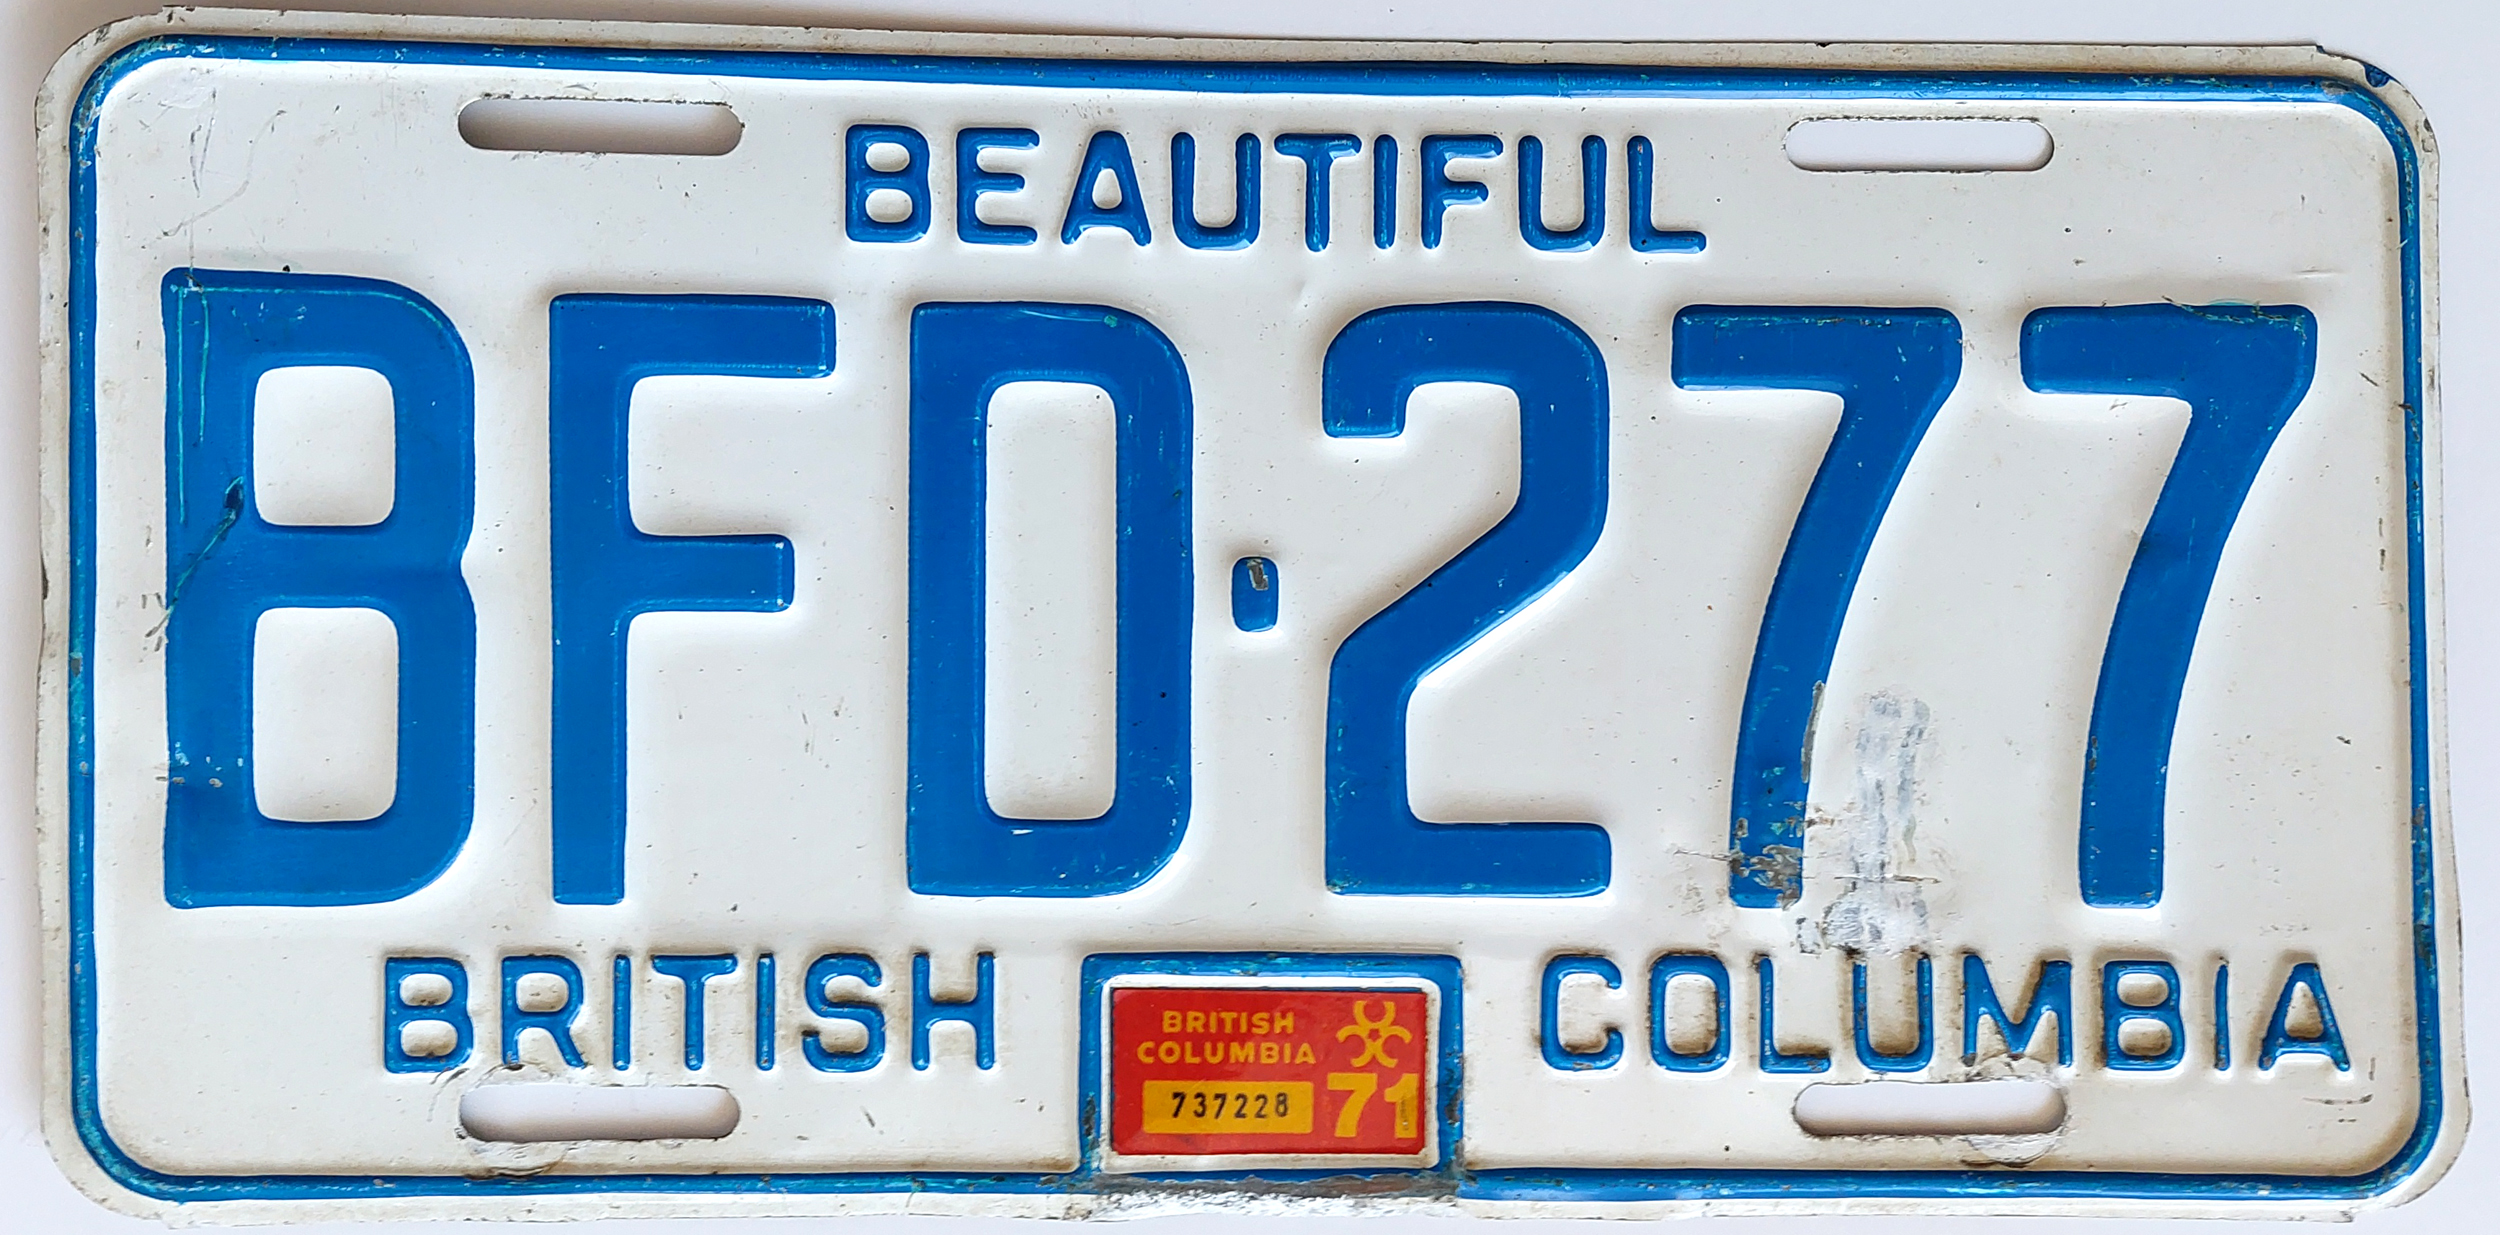 BEAUTIFUL
BFD·277
BRITISH COLUMBIA
BRITISH
COLUMBIA
737228 71